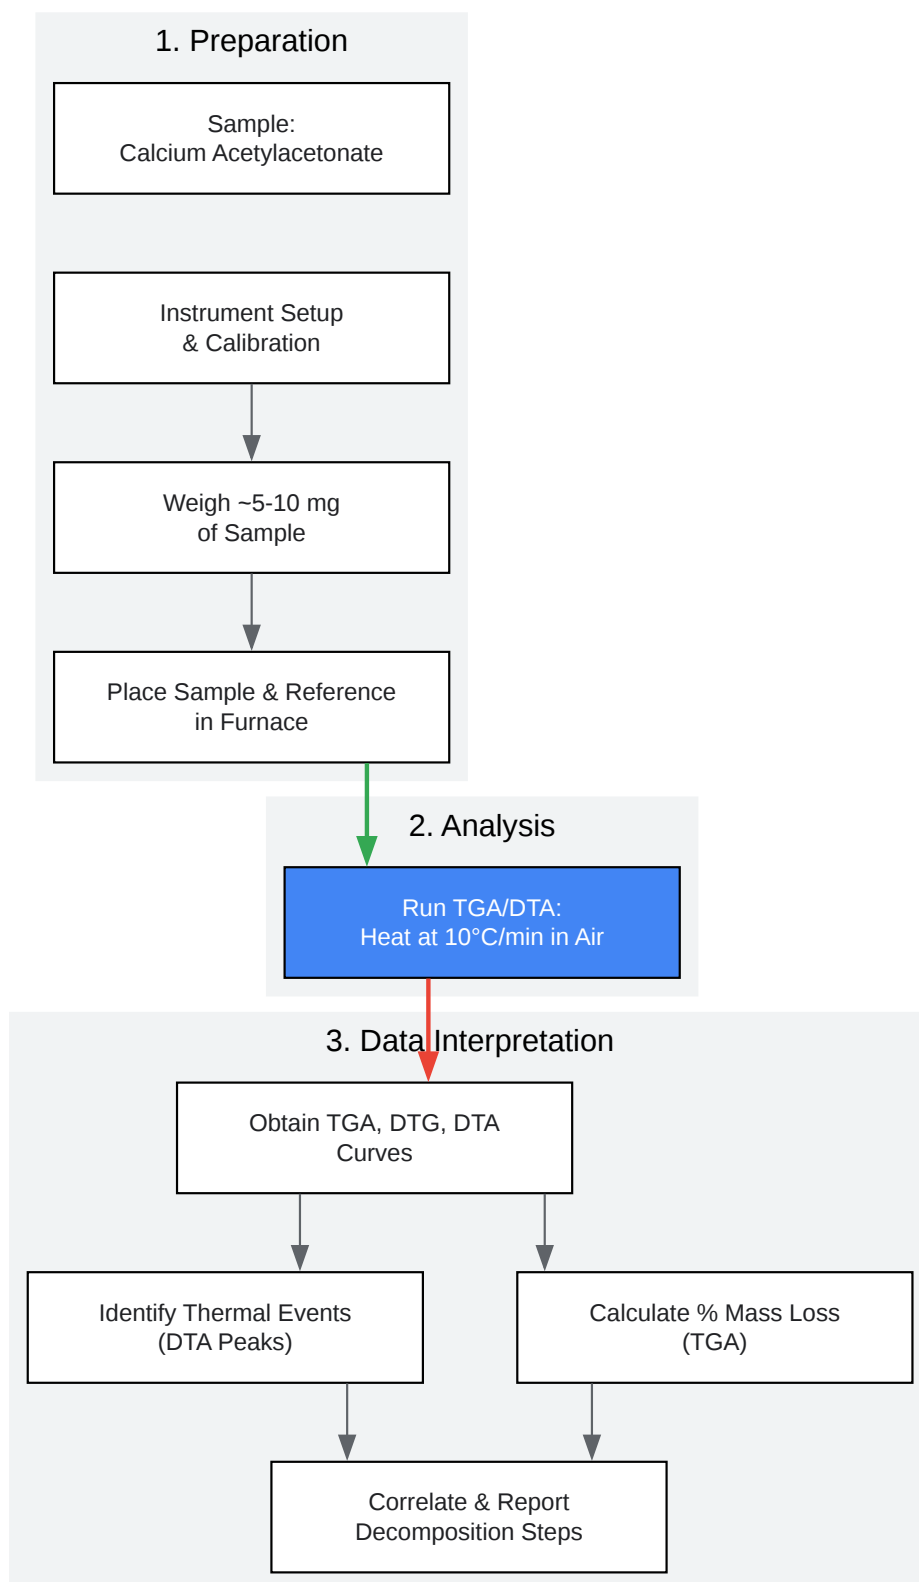 1. Preparation
Sample:
Calcium Acetylacetonate
Instrument Setup
& Calibration
Weigh ~5-10 mg
of Sample
Place Sample & Reference
in Furnace
2. Analysis
Run TGA/DTA:
Heat at 10°C/min in Air
3. Data Interpretation
Obtain TGA, DTG, DTA
Curves
Identify Thermal Events
(DTA Peaks)
Calculate % Mass Loss
(TGA)
Correlate & Report
Decomposition Steps